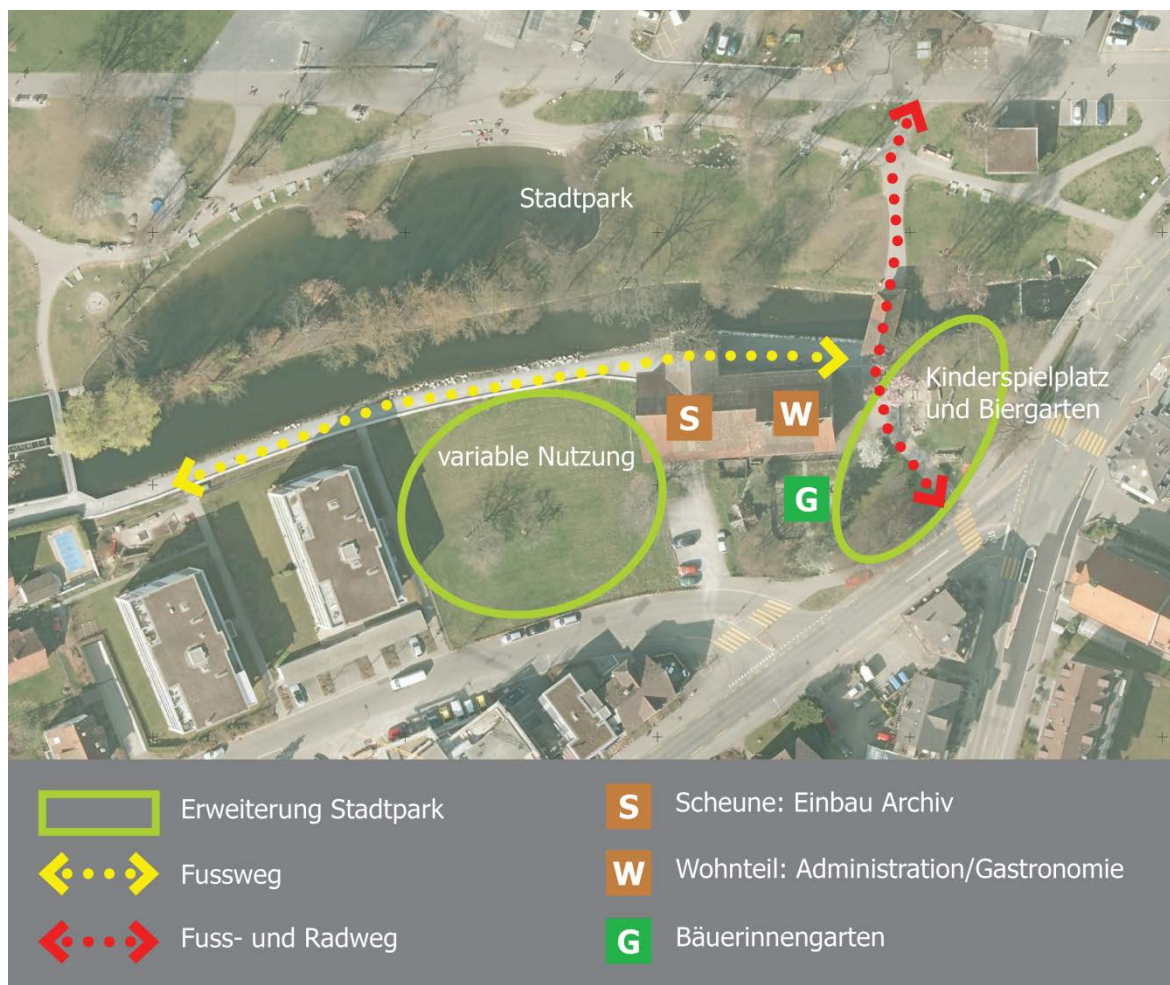 Stadtpark
Kinderspielplatz
und Biergarten
S
W
variable Nutzung
G
Erweiterung Stadtpark
Fussweg
Fuss- und Radweg
S
Scheune: Einbau Archiv
W
Wohnteil: Administration/Gastronomie
G
Bäuerinnengarten